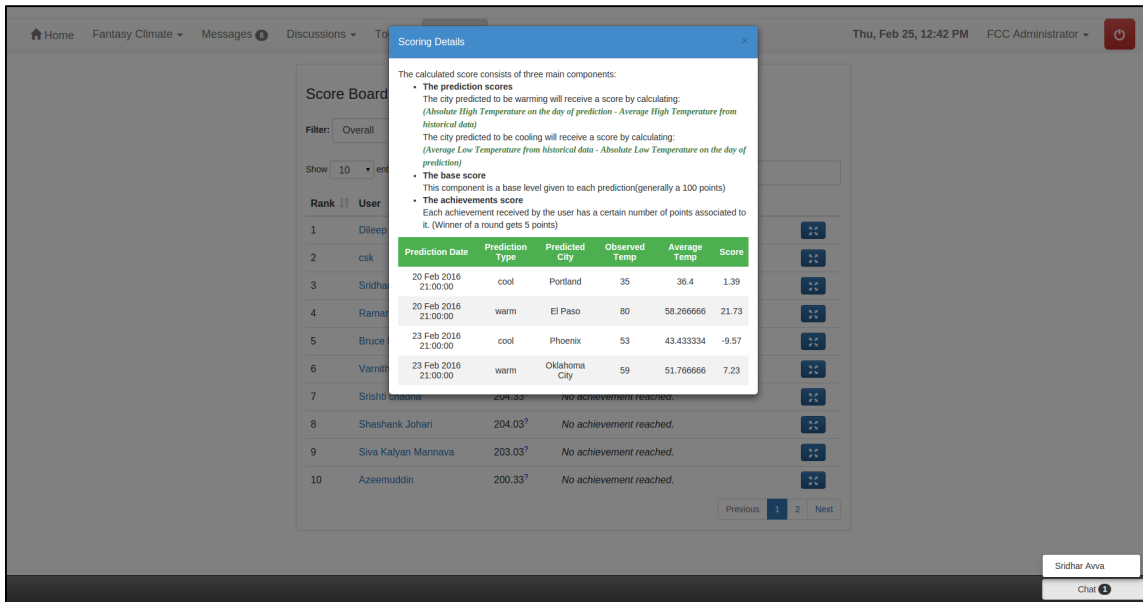 Home Fantasy Climate Messages 8 Discussions Thu, Feb 25, 12:42 PM FCC Administrator
Scoring Details ×
The calculated score consists of three main components:
• The prediction scores
The city predicted to be warming will receive a score by calculating:
(Absolute High Temperature on the day of prediction - Average High Temperature from
historical data)
The city predicted to be cooling will receive a score by calculating:
(Average Low Temperature from historical data - Absolute Low Temperature on the day of
prediction)
• The base score
This component is a base level given to each prediction(generally a 100 points)
• The achievements score
Each achievement received by the user has a certain number of points associated to
it. (Winner of a round gets 5 points)
Prediction Date Prediction Type Predicted City Observed Temp Average Temp Score
20 Feb 2016 21:00:00 cool Portland 35 36.4 1.39
20 Feb 2016 21:00:00 warm El Paso 80 58.266666 21.73
23 Feb 2016 21:00:00 cool Phoenix 53 43.433334 -9.57
23 Feb 2016 21:00:00 warm Oklahoma City 59 51.766666 7.23
Score Board
Filter: Overall
Show 10
Rank User
1 Dileep
2 csk
3
4
5 Bruce
6
7 Srishti chadha 204.33? No achievement reached.
8 Shashank Johari 204.03? No achievement reached.
9 Siva Kalyan Mannava 203.03? No achievement reached.
10 Azeemuddin 200.33? No achievement reached.
Previous 1 2 Next
Sridhar Avva
Chat 1